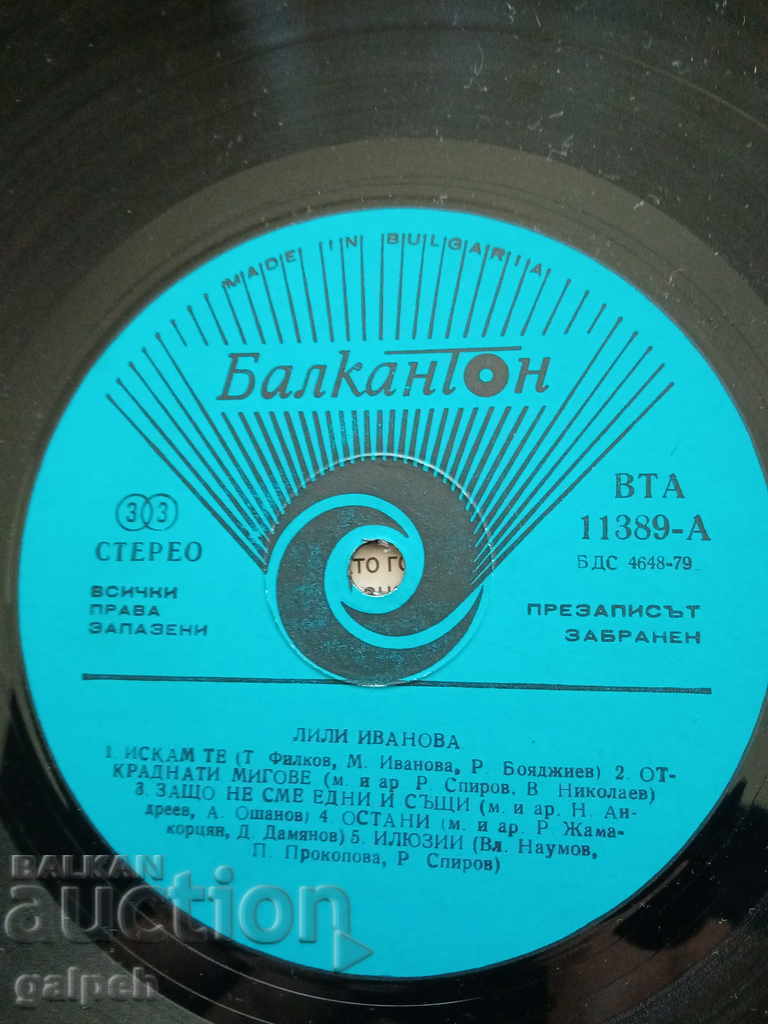 MADE IN BULGARIA
Балкантон
33
СТЕРЕО
ВСИЧКИ
ПРАВА
ЗАПАЗЕНИ
ВТА
11389-А
БДС 4648-79
ПРЕЗАПИСЪТ
ЗАБРАНЕН
ТО ГО
ЛИЛИ ИВАНОВА
1. ИСКАМ ТЕ (Т. Филков, М. Иванова, Р. Бояджиев) 2. ОТ-
КРАДНАТИ МИГОВЕ (м. и ар. Р. Спиров, В. Николаев)
3. ЗАЩО НЕ СМЕ ЕДНИ И СЪЩИ (м. и ар. Н. Ан-
дреев, А. Ошанов) 4. ОСТАНИ (м. и ар. Р. Жама-
корцян, Д. Дамянов) 5. ИЛЮЗИИ (Вл. Наумов,
П. Прокопова, Р. Спиров)
BALKAN
auction
galpeh